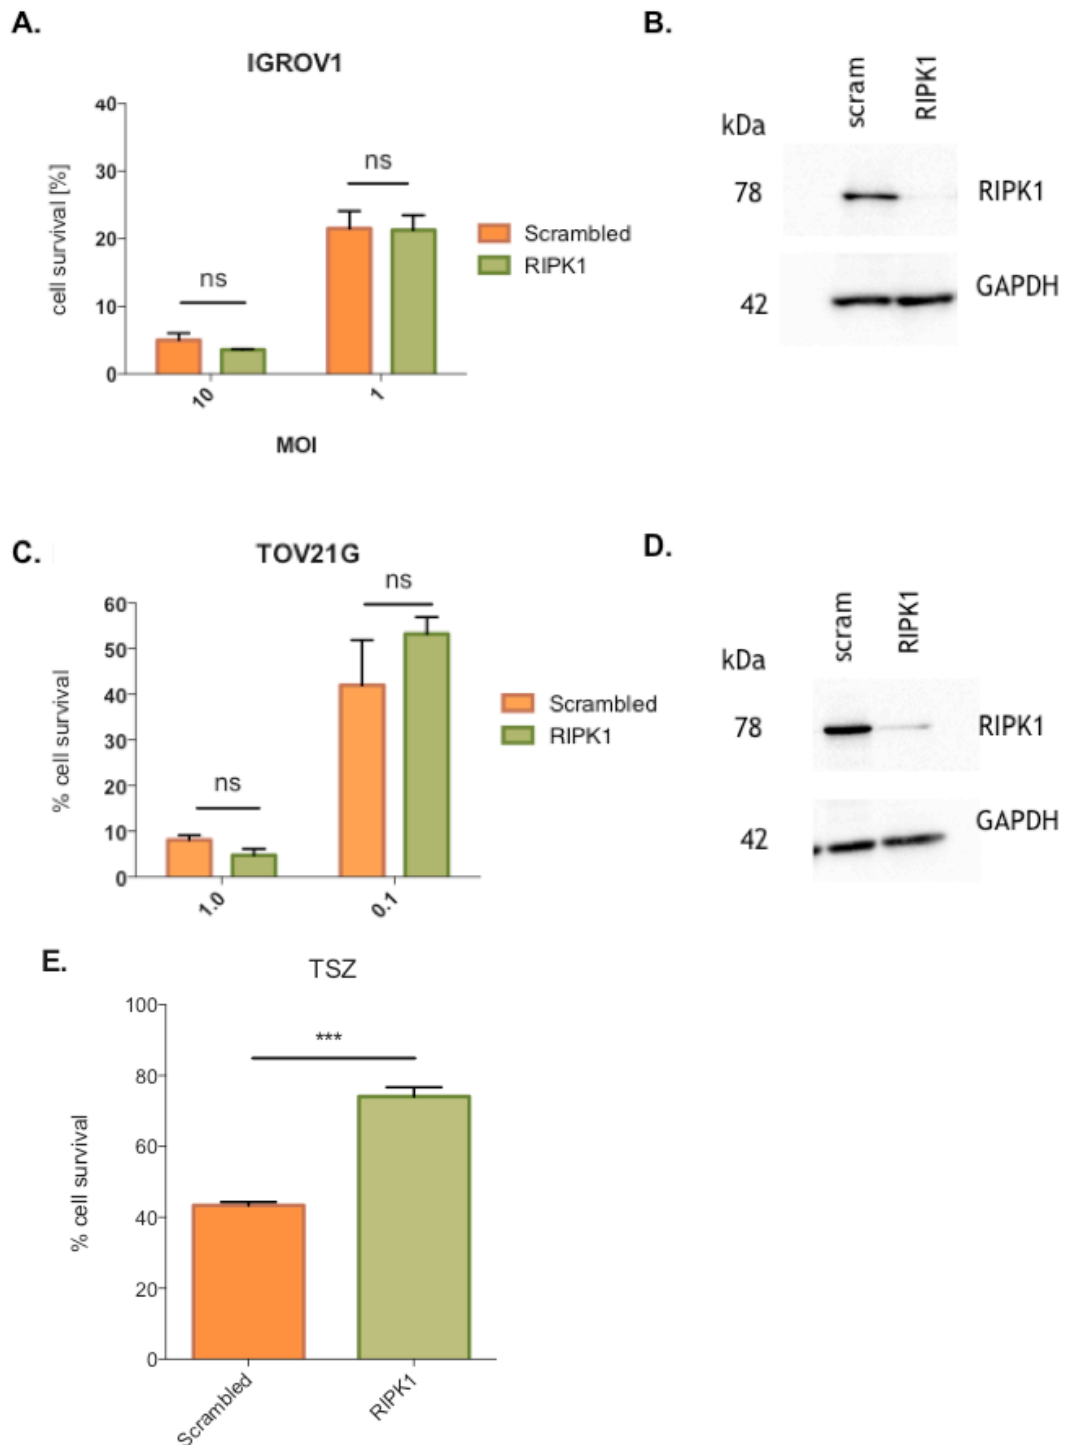 A.
IGROV1
cell survival [%]
40
30
20
10
0
ns
ns
10
1
MOI
Scrambled
RIPK1
B.
scram
RIPK1
kDa
78
RIPK1
42
GAPDH
C.
TOV21G
% cell survival
60
50
40
30
20
10
0
ns
ns
1.0
0.1
Scrambled
RIPK1
D.
scram
RIPK1
kDa
78
RIPK1
42
GAPDH
E.
TSZ
% cell survival
100
80
60
40
20
0
***
Scrambled
RIPK1